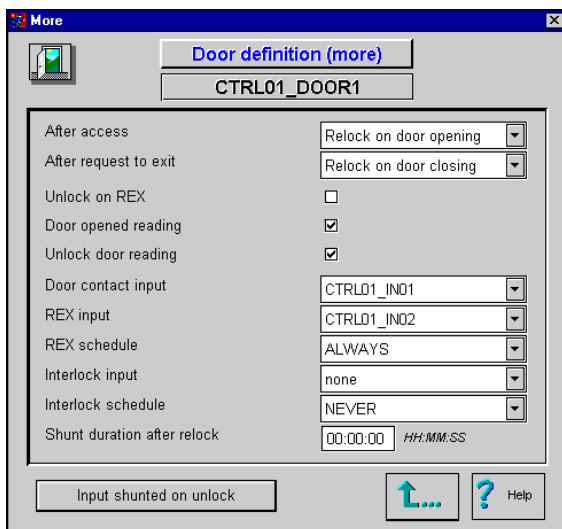 More
Door definition (more)
CTRL01_DOOR1
After access Relock on door opening
After request to exit Relock on door closing
Unlock on REX
Door opened reading
Unlock door reading
Door contact input CTRL01_IN01
REX input CTRL01_IN02
REX schedule ALWAYS
Interlock input none
Interlock schedule NEVER
Shunt duration after relock 00:00:00 HH:MM:SS
Input shunted on unlock ... ? Help